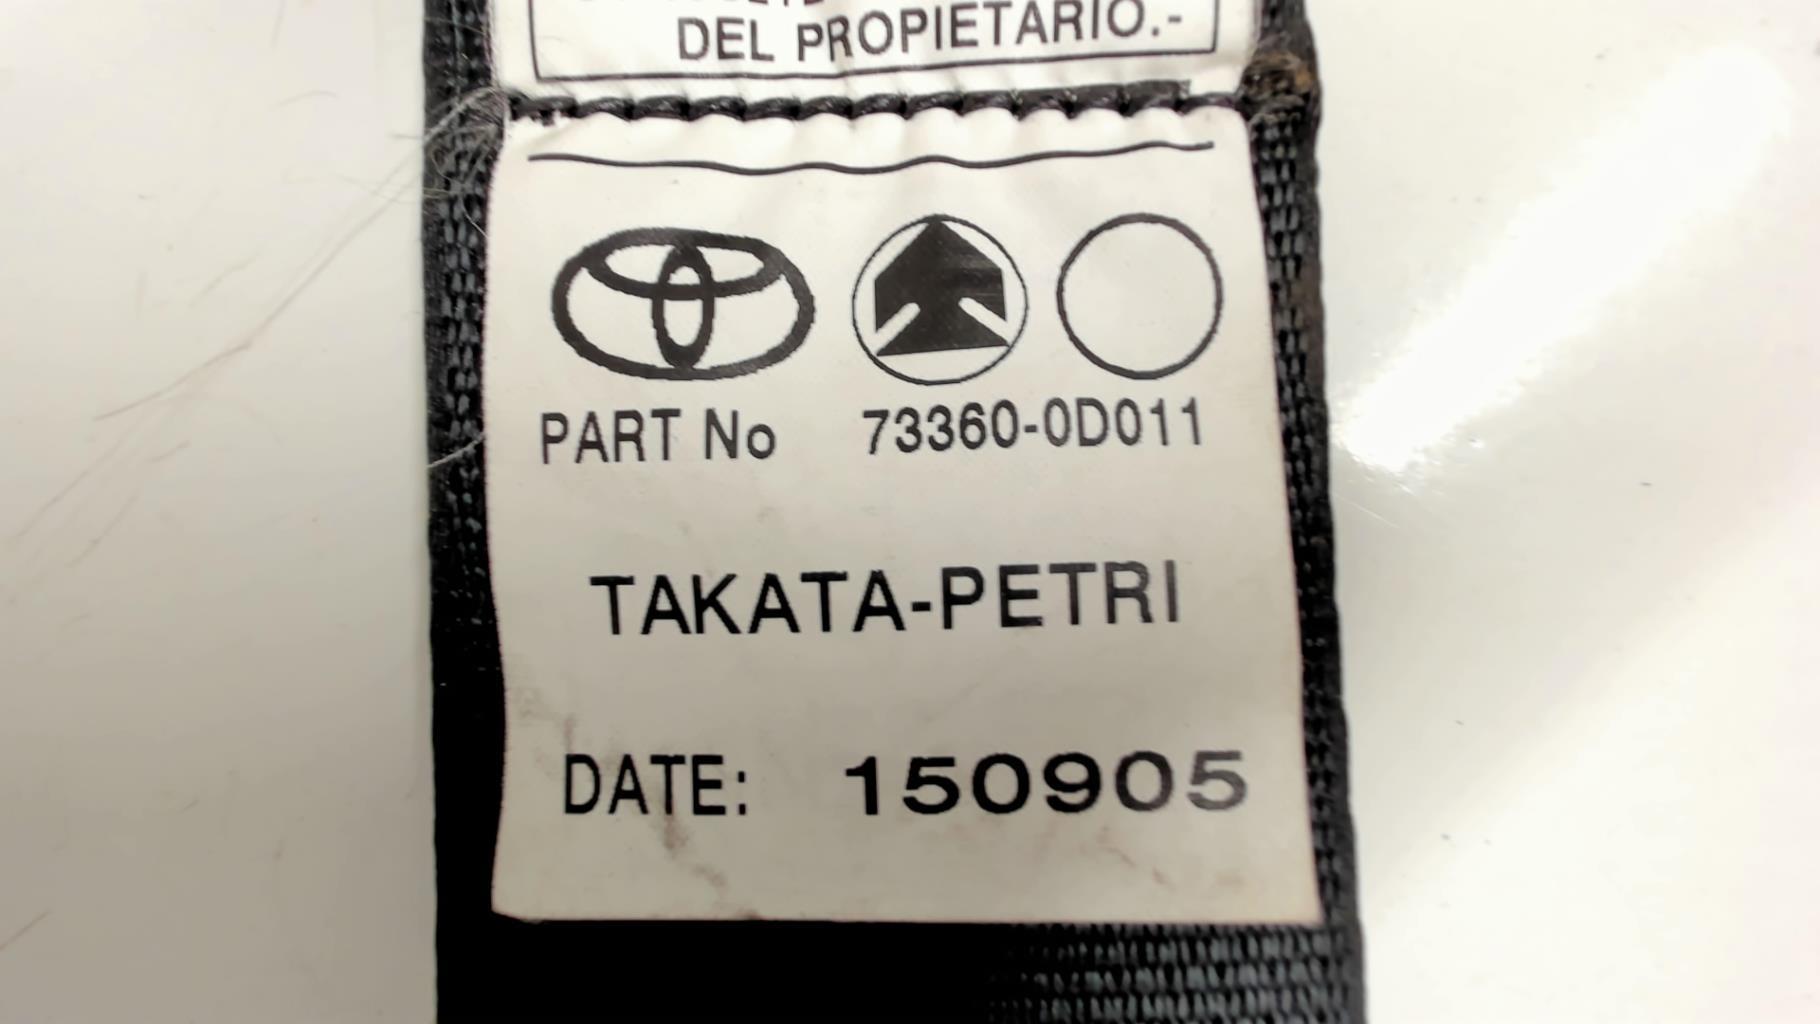 DEL PROPIETARIO.-
PART No 73360-0D011
TAKATA-PETRI
DATE: 150905